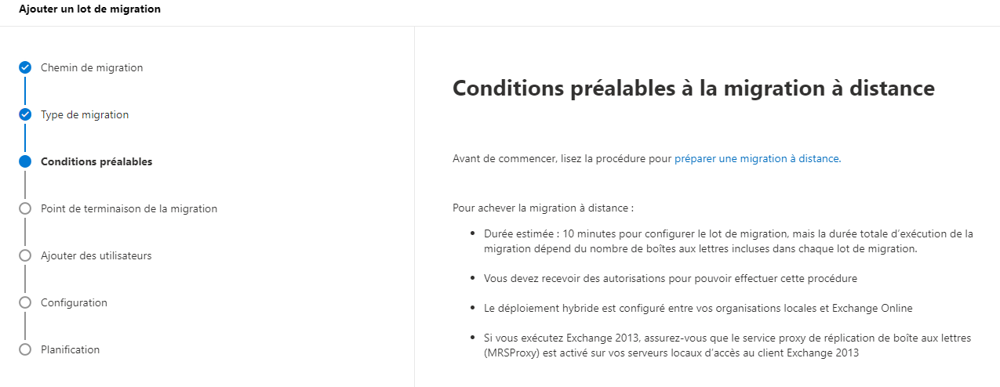 Ajouter un lot de migration
Chemin de migration
Type de migration
Conditions préalables
Point de terminaison de la migration
Ajouter des utilisateurs
Configuration
Planification
Conditions préalables à la migration à distance
Avant de commencer, lisez la procédure pour préparer une migration à distance.
Pour achever la migration à distance :
• Durée estimée : 10 minutes pour configurer le lot de migration, mais la durée totale d’exécution de la
migration dépend du nombre de boîtes aux lettres incluses dans chaque lot de migration.
• Vous devez recevoir des autorisations pour pouvoir effectuer cette procédure
• Le déploiement hybride est configuré entre vos organisations locales et Exchange Online
• Si vous exécutez Exchange 2013, assurez-vous que le service proxy de réplication de boîte aux lettres
(MRSProxy) est activé sur vos serveurs locaux d’accès au client Exchange 2013